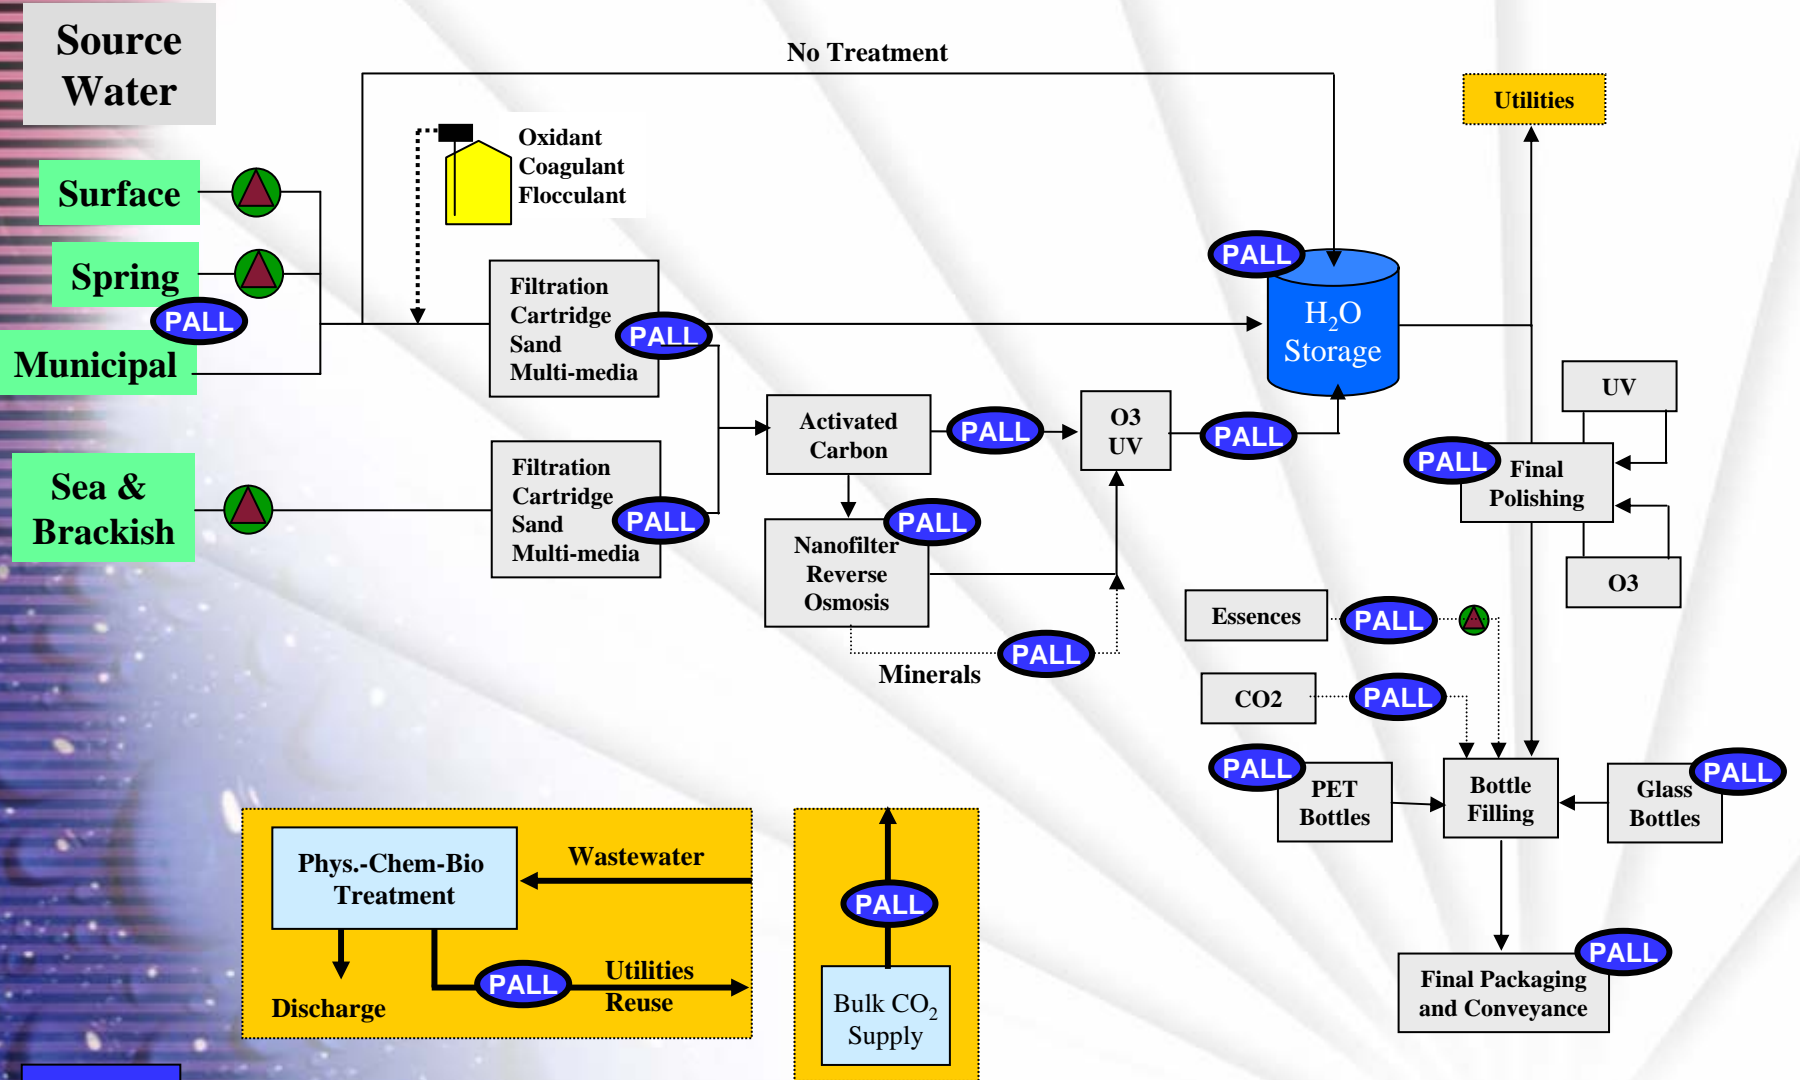 Source
Water
No Treatment
Utilities
Oxidant
Coagulant
Flocculant
Surface
Spring
PALL
Municipal
Filtration
Cartridge
Sand
Multi-media
PALL
PALL
H₂O
Storage
Sea &
Brackish
Filtration
Cartridge
Sand
Multi-media
PALL
Activated
Carbon
PALL
O3
UV
PALL
Nanofilter
Reverse
Osmosis
PALL
Minerals
PALL
UV
PALL
Final
Polishing
O3
Essences
PALL
CO2
PALL
PALL
PET
Bottles
Bottle
Filling
Glass
Bottles
PALL
Final Packaging
and Conveyance
PALL
Phys.-Chem-Bio
Treatment
Wastewater
Discharge
PALL
Utilities
Reuse
PALL
Bulk CO₂
Supply